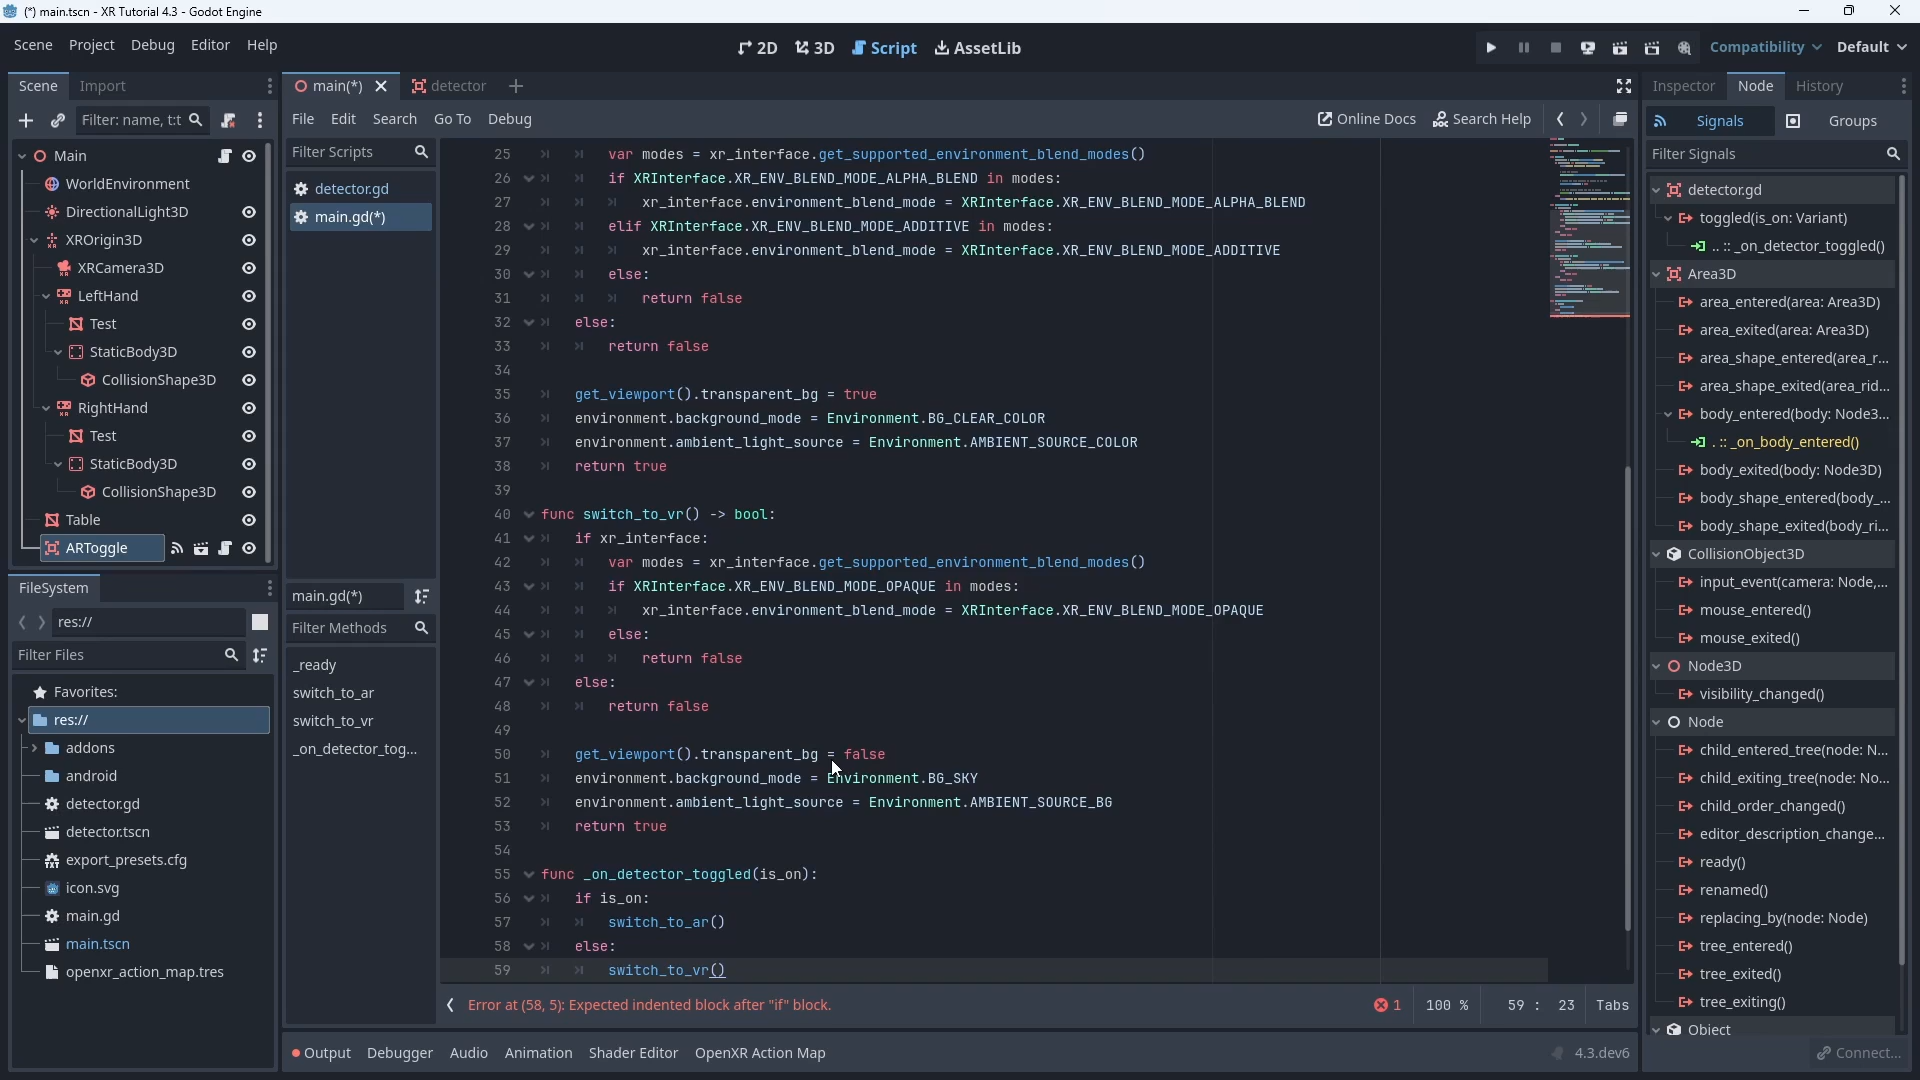 (*) main.tscn - XR Tutorial 4.3 - Godot Engine
Scene Project Debug Editor Help
2D 3D Script AssetLib
Compatibility Default
Scene Import
Filter: name, t:t
Main
WorldEnvironment
DirectionalLight3D
XROrigin3D
XRCamera3D
LeftHand
Test
StaticBody3D
CollisionShape3D
RightHand
Test
StaticBody3D
CollisionShape3D
Table
ARToggle
FileSystem
res://
Filter Files
Favorites:
res://
addons
android
detector.gd
detector.tscn
export_presets.cfg
icon.svg
main.gd
main.tscn
openxr_action_map.tres
main(*) detector
File Edit Search Go To Debug
Online Docs Search Help
Filter Scripts
detector.gd
main.gd(*)
main.gd(*)
Filter Methods
_ready
switch_to_ar
switch_to_vr
_on_detector_tog...
25 var modes = xr_interface.get_supported_environment_blend_modes()
26 if XRInterface.XR_ENV_BLEND_MODE_ALPHA_BLEND in modes:
27 xr_interface.environment_blend_mode = XRInterface.XR_ENV_BLEND_MODE_ALPHA_BLEND
28 elif XRInterface.XR_ENV_BLEND_MODE_ADDITIVE in modes:
29 xr_interface.environment_blend_mode = XRInterface.XR_ENV_BLEND_MODE_ADDITIVE
30 else:
31 return false
32 else:
33 return false
34
35 get_viewport().transparent_bg = true
36 environment.background_mode = Environment.BG_CLEAR_COLOR
37 environment.ambient_light_source = Environment.AMBIENT_SOURCE_COLOR
38 return true
39
40 func switch_to_vr() -> bool:
41 if xr_interface:
42 var modes = xr_interface.get_supported_environment_blend_modes()
43 if XRInterface.XR_ENV_BLEND_MODE_OPAQUE in modes:
44 xr_interface.environment_blend_mode = XRInterface.XR_ENV_BLEND_MODE_OPAQUE
45 else:
46 return false
47 else:
48 return false
49
50 get_viewport().transparent_bg = false
51 environment.background_mode = Environment.BG_SKY
52 environment.ambient_light_source = Environment.AMBIENT_SOURCE_BG
53 return true
54
55 func _on_detector_toggled(is_on):
56 if is_on:
57 switch_to_ar()
58 else:
59 switch_to_vr()
Error at (58, 5): Expected indented block after "if" block.
1 100 % 59 : 23 Tabs
Output Debugger Audio Animation Shader Editor OpenXR Action Map
4.3.dev6
Inspector Node History
Signals Groups
Filter Signals
detector.gd
toggled(is_on: Variant)
.. :: _on_detector_toggled()
Area3D
area_entered(area: Area3D)
area_exited(area: Area3D)
area_shape_entered(area_r...
area_shape_exited(area_rid...
body_entered(body: Node3...
. :: _on_body_entered()
body_exited(body: Node3D)
body_shape_entered(body_...
body_shape_exited(body_ri...
CollisionObject3D
input_event(camera: Node,...
mouse_entered()
mouse_exited()
Node3D
visibility_changed()
Node
child_entered_tree(node: N...
child_exiting_tree(node: No...
child_order_changed()
editor_description_change...
ready()
renamed()
replacing_by(node: Node)
tree_entered()
tree_exited()
tree_exiting()
Object
Connect...